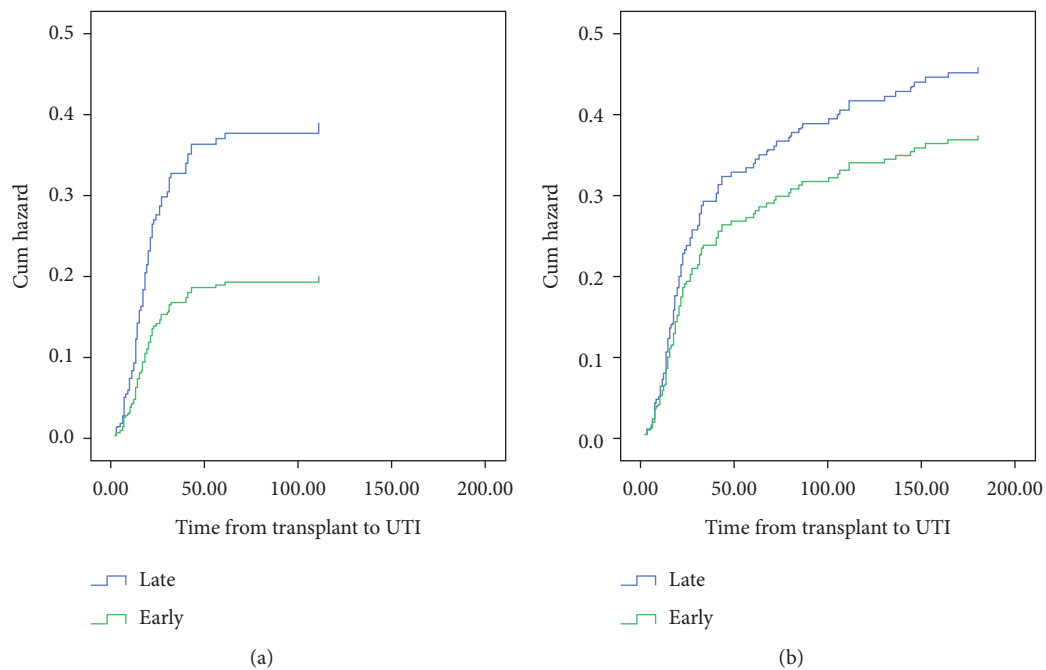 0.5
0.4
0.3
0.2
0.1
0.0
Cum hazard
0.00 50.00 100.00 150.00 200.00
Time from transplant to UTI
Late
Early
(a)
0.5
0.4
0.3
0.2
0.1
0.0
Cum hazard
0.00 50.00 100.00 150.00 200.00
Time from transplant to UTI
Late
Early
(b)